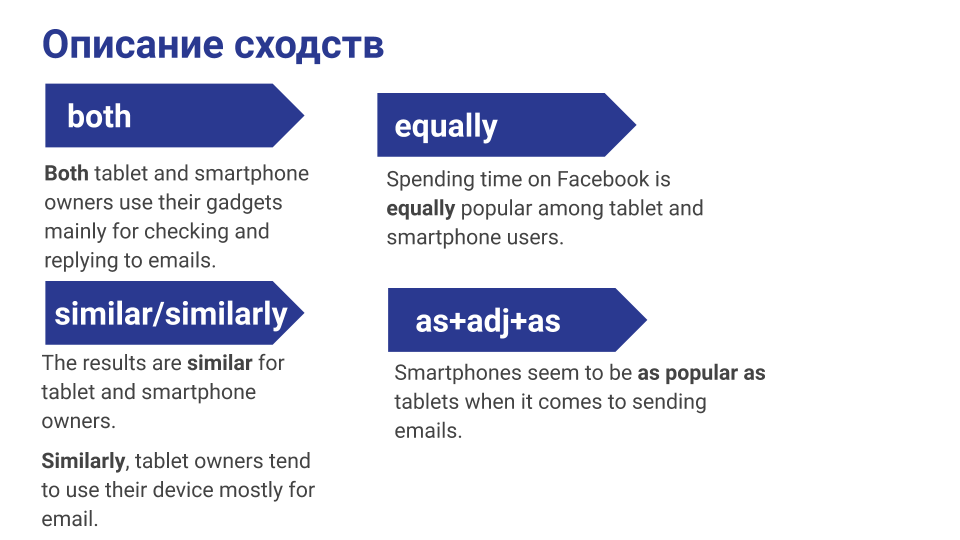 Описание сходств
both
Both tablet and smartphone
owners use their gadgets
mainly for checking and
replying to emails.
equally
Spending time on Facebook is
equally popular among tablet and
smartphone users.
similar/similarly
The results are similar for
tablet and smartphone
owners.
Similarly, tablet owners tend
to use their device mostly for
email.
as+adj+as
Smartphones seem to be as popular as
tablets when it comes to sending
emails.